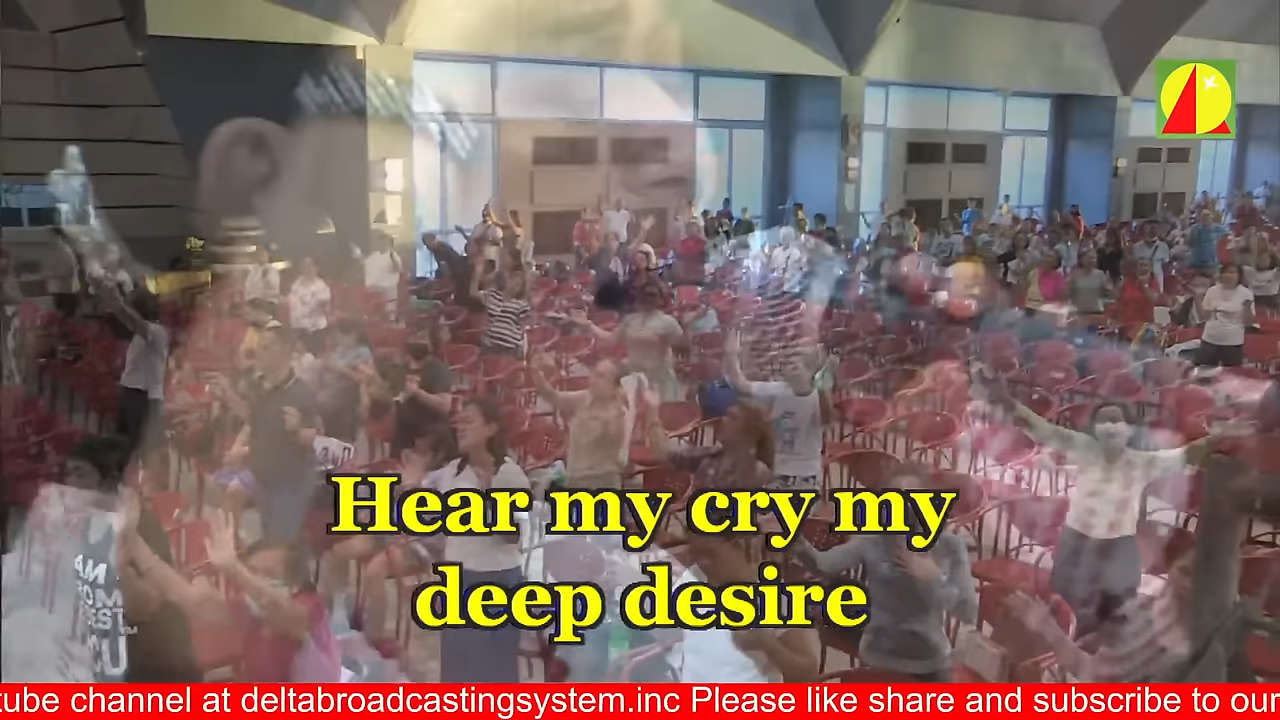 Hear my cry my
deep desire
tube channel at deltabroadcastingsystem.inc Please like share and subscribe to our